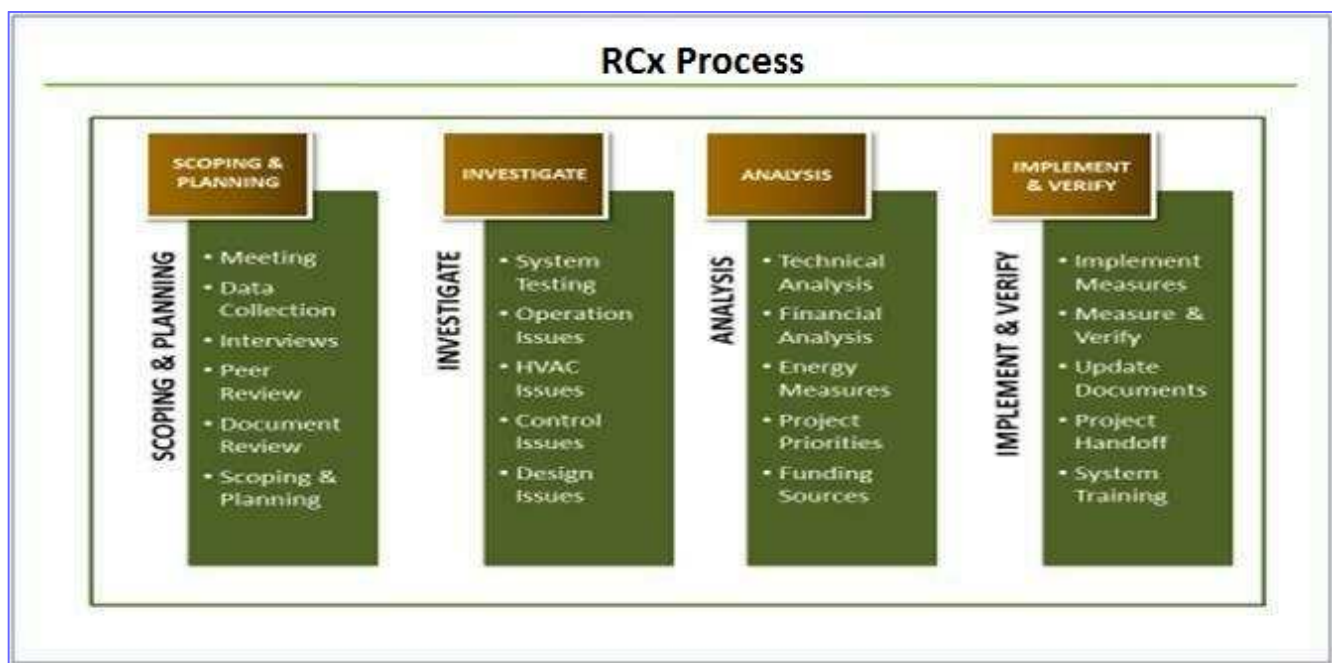 RCx Process
SCOPING &
PLANNING
SCOPING & PLANNING
• Meeting
• Data
Collection
• Interviews
• Peer
Review
• Document
Review
• Scoping &
Planning
INVESTIGATE
INVESTIGATE
• System
Testing
• Operation
Issues
• HVAC
Issues
• Control
Issues
• Design
Issues
ANALYSIS
ANALYSIS
• Technical
Analysis
• Financial
Analysis
• Energy
Measures
• Project
Priorities
• Funding
Sources
IMPLEMENT
& VERIFY
IMPLEMENT & VERIFY
• Implement
Measures
• Measure &
Verify
• Update
Documents
• Project
Handoff
• System
Training